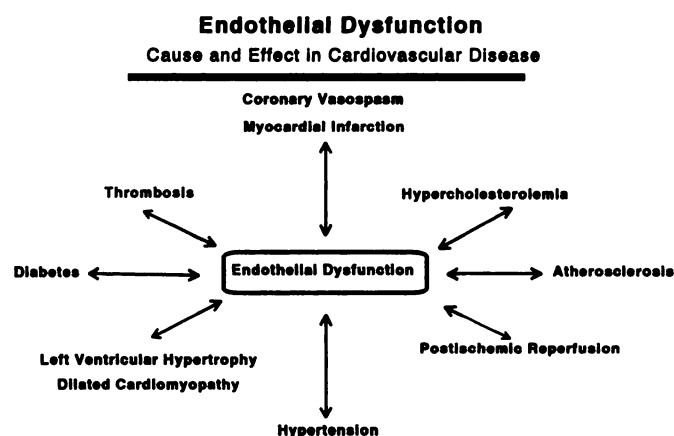 Endothelial Dysfunction
Cause and Effect in Cardiovascular Disease
Coronary Vasospasm
Myocardial Infarction
Thrombosis
Hypercholesterolemia
Diabetes
Endothelial Dysfunction
Atherosclerosis
Left Ventricular Hypertrophy
Dilated Cardiomyopathy
Postischemic Reperfusion
Hypertension